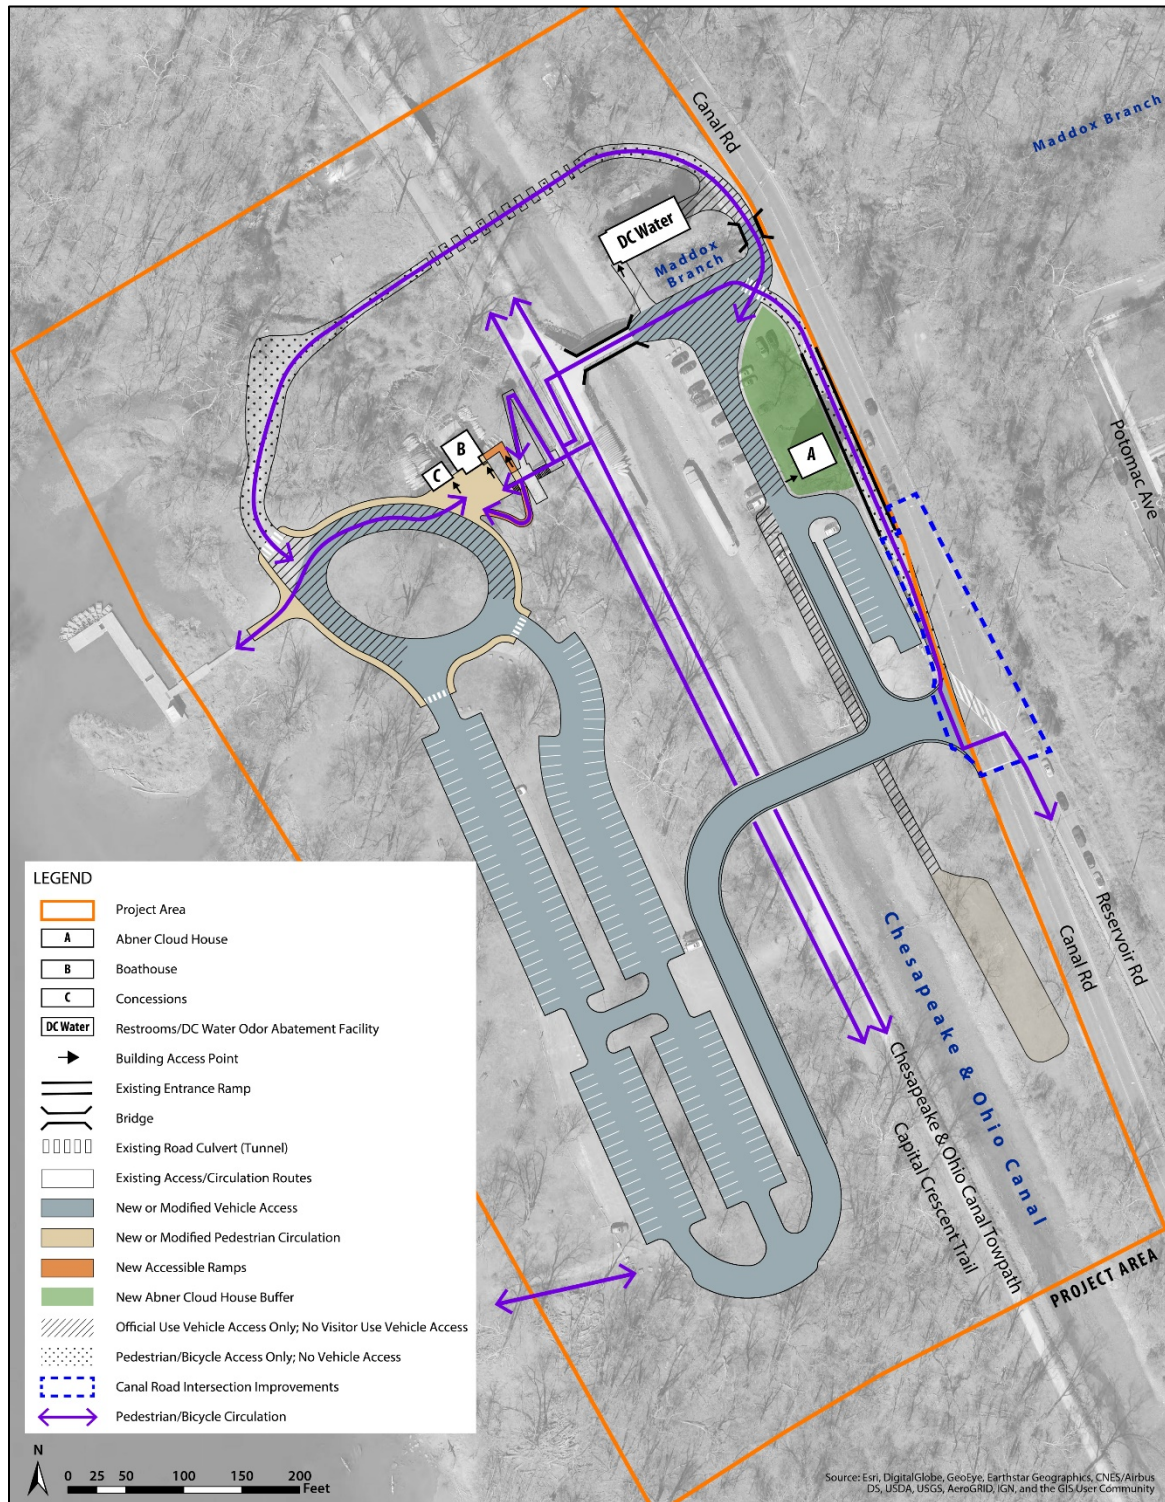 Canal Rd
Maddox Branch
DC Water
Maddox
Branch
B
C
A
Potomac Ave
LEGEND
Project Area
A Abner Cloud House
B Boathouse
C Concessions
DC Water Restrooms/DC Water Odor Abatement Facility
Building Access Point
Existing Entrance Ramp
Bridge
Existing Road Culvert (Tunnel)
Existing Access/Circulation Routes
New or Modified Vehicle Access
New or Modified Pedestrian Circulation
New Accessible Ramps
New Abner Cloud House Buffer
Official Use Vehicle Access Only; No Visitor Use Vehicle Access
Pedestrian/Bicycle Access Only; No Vehicle Access
Canal Road Intersection Improvements
Pedestrian/Bicycle Circulation
Chesapeake & Ohio Canal
Canal Rd
Reservoir Rd
Chesapeake & Ohio Canal Towpath
Capital Crescent Trail
PROJECT AREA
N
0 25 50 100 150 200
Feet
Source: Esri, DigitalGlobe, GeoEye, Earthstar Geographics, CNES/Airbus
DS, USDA, USGS, AeroGRID, IGN, and the GIS User Community